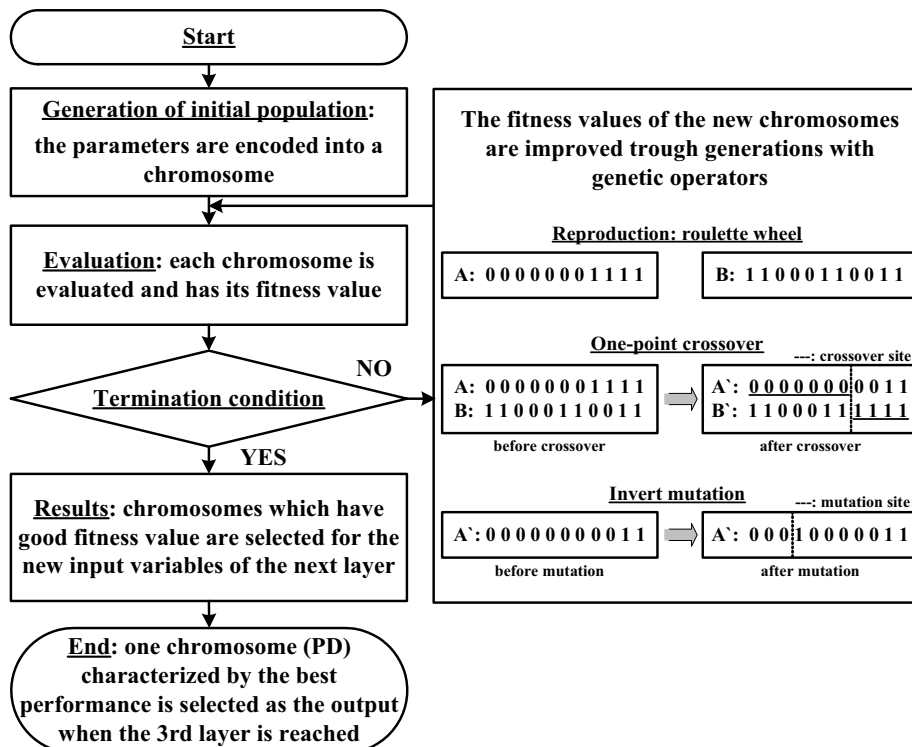 Start
Generation of initial population:
the parameters are encoded into a
chromosome
Evaluation: each chromosome is
evaluated and has its fitness value
Termination condition
NO
YES
Results: chromosomes which have
good fitness value are selected for the
new input variables of the next layer
End: one chromosome (PD)
characterized by the best
performance is selected as the output
when the 3rd layer is reached
The fitness values of the new chromosomes
are improved trough generations with
genetic operators
Reproduction: roulette wheel
A: 0 0 0 0 0 0 0 1 1 1 1
B: 1 1 0 0 0 1 1 0 0 1 1
One-point crossover
---: crossover site
A: 0 0 0 0 0 0 0 1 1 1 1
B: 1 1 0 0 0 1 1 0 0 1 1
before crossover
A`: 0 0 0 0 0 0 0 0 0 1 1
B`: 1 1 0 0 0 1 1 1 1 1 1
after crossover
Invert mutation
---: mutation site
A`: 0 0 0 0 0 0 0 0 0 1 1
before mutation
A`: 0 0 0 1 0 0 0 0 0 1 1
after mutation